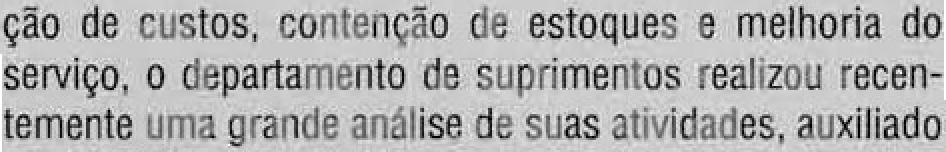 ção de custos, contenção de estoques e melhoria do
serviço, o departamento de suprimentos realizou recen-
temente uma grande análise de suas atividades, auxiliado